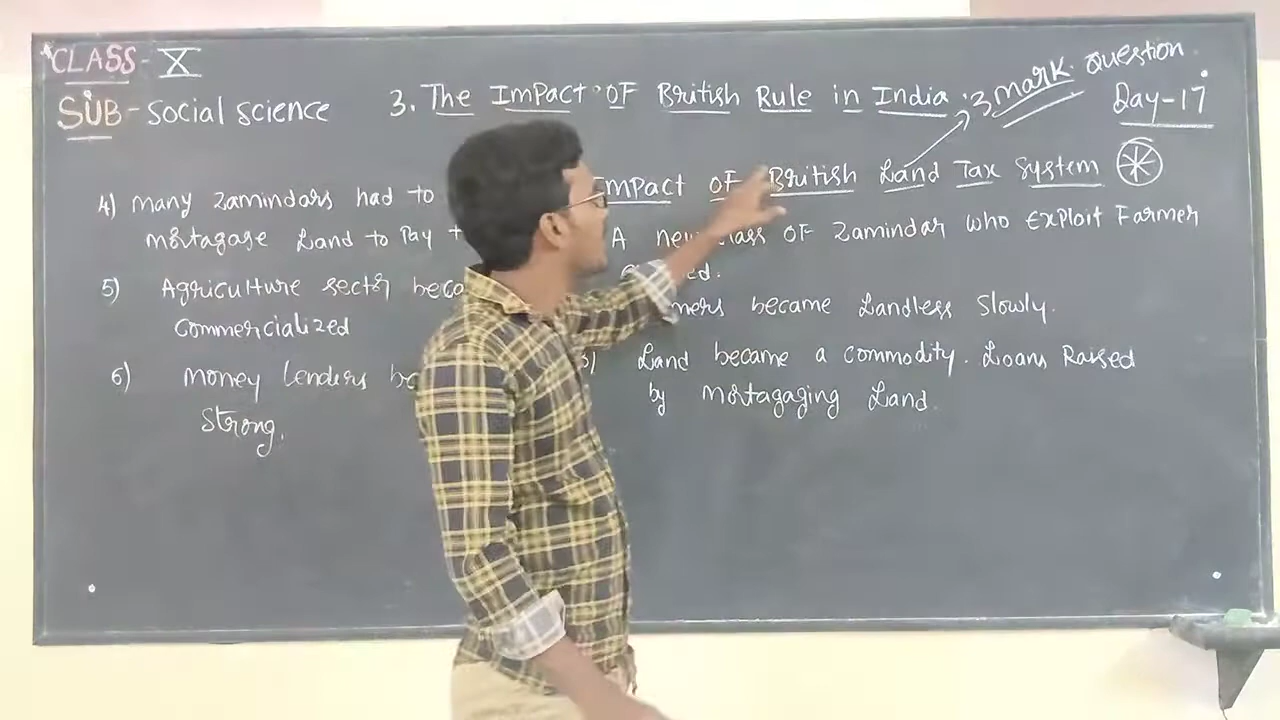 CLASS - X
SUB - Social science
3. The Impact OF British Rule in India.
3 mark. Question
Day-17
Impact OF British Land Tax System
A new class OF Zamindar who Exploit Farmer
became Landless Slowly.
3) Land became a commodity. Loans Raised
by mortagaging Land.
4) many Zamindars had to
mortagage Land to Pay
5) Agriculture sector
commercialized
6) money Lenders
Strong.